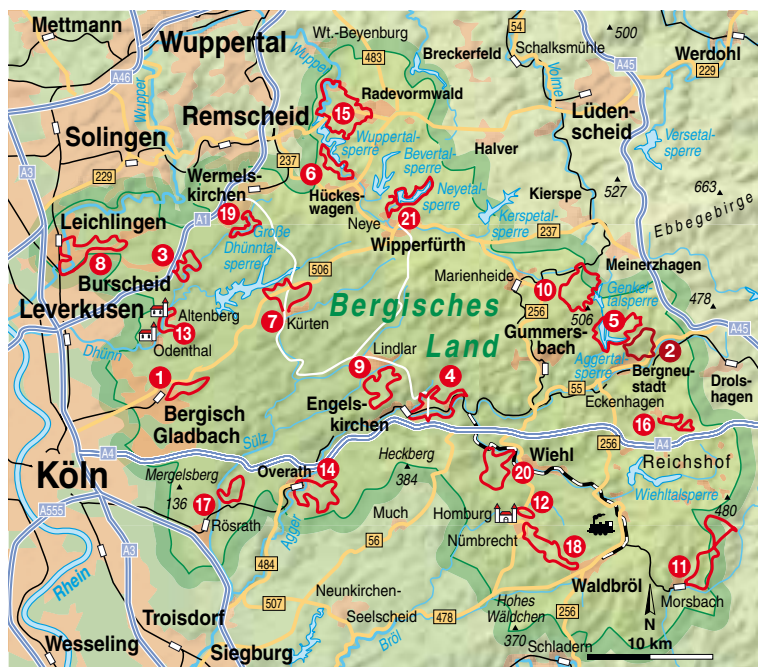 Mettmann
Wuppertal
Wt.-Beyenburg
54
500
Schalksmühle
Breckerfeld
Werdohl
A46
483
A45
229
Wupper
Wupper
Volme
Radevormwald
Remscheid
15
Lüden-
scheid
Solingen
Wuppertal-
sperre
Versetal-
sperre
Bevertal-
sperre
Halver
A3
229
237
Wermels-
kirchen
6
Hückes-
wagen
Neyetal-
sperre
Kierspe
527
663
Ebbegebirge
Leichlingen
A1
19
Große
Dhünntal-
sperre
Neye
21
Kerspetal-
sperre
8
3
Wipperfürth
237
Burscheid
506
Marienheide
Meinerzhagen
10
Genkel-
talsperre
478
Leverkusen
Altenberg
7
Kürten
Bergisches
Land
256
506
5
A45
13
Odenthal
Gummers-
bach
2
Dhünn
Lindlar
Aggertal-
sperre
Bergneu-
stadt
Drols-
hagen
1
9
4
55
Eckenhagen
Bergisch
Gladbach
Engels-
kirchen
16
Sülz
A4
256
A4
Köln
Mergelsberg
136
Overath
14
Heckberg
384
Wiehl
20
Reichshof
Wiehltalsperre
480
17
12
Rösrath
Much
Homburg
A555
Agger
Nümbrecht
18
11
A3
56
Rhein
484
Waldbröl
Morsbach
507
Neunkirchen-
Seelscheid
478
Hohes
Wäldchen
256
N
Troisdorf
Bröl
370
10 km
Wesseling
Siegburg
Schladern